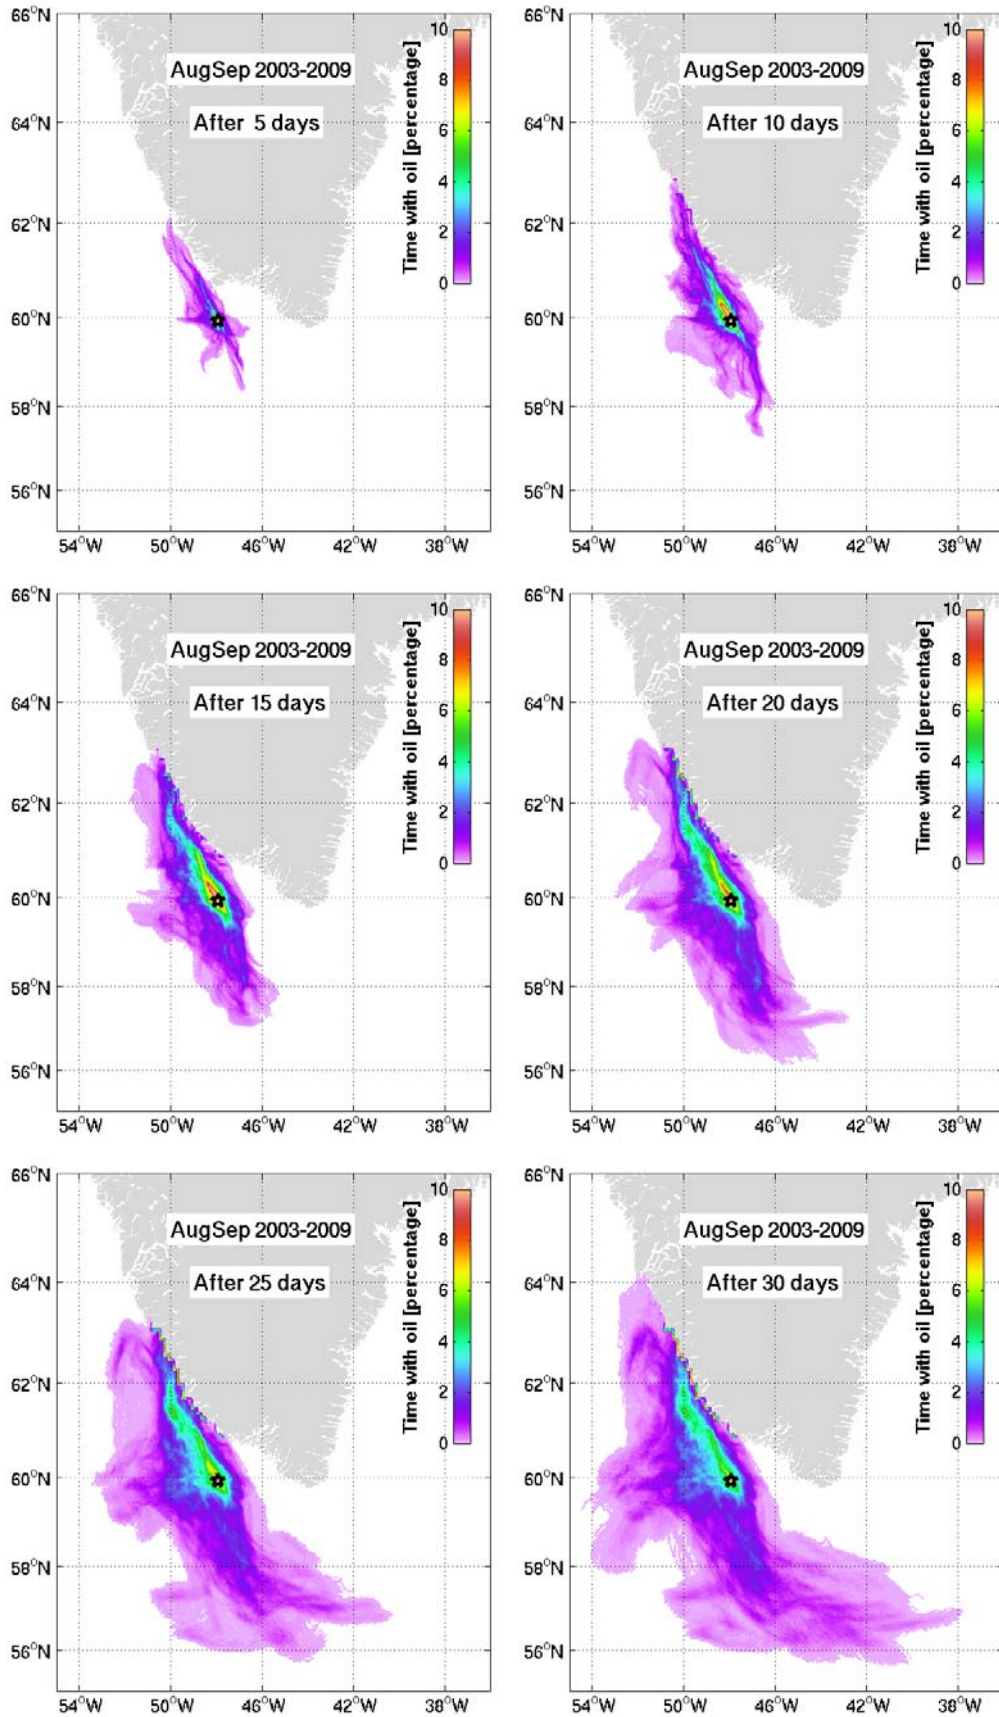 66°N
AugSep 2003-2009
After 5 days
64°N
62°N
60°N
58°N
56°N
54°W 50°W 46°W 42°W 38°W
10
8
6
4
2
0
Time with oil [percentage]
66°N
AugSep 2003-2009
After 10 days
64°N
62°N
60°N
58°N
56°N
54°W 50°W 46°W 42°W 38°W
10
8
6
4
2
0
Time with oil [percentage]
66°N
AugSep 2003-2009
After 15 days
64°N
62°N
60°N
58°N
56°N
54°W 50°W 46°W 42°W 38°W
10
8
6
4
2
0
Time with oil [percentage]
66°N
AugSep 2003-2009
After 20 days
64°N
62°N
60°N
58°N
56°N
54°W 50°W 46°W 42°W 38°W
10
8
6
4
2
0
Time with oil [percentage]
66°N
AugSep 2003-2009
After 25 days
64°N
62°N
60°N
58°N
56°N
54°W 50°W 46°W 42°W 38°W
10
8
6
4
2
0
Time with oil [percentage]
66°N
AugSep 2003-2009
After 30 days
64°N
62°N
60°N
58°N
56°N
54°W 50°W 46°W 42°W 38°W
10
8
6
4
2
0
Time with oil [percentage]